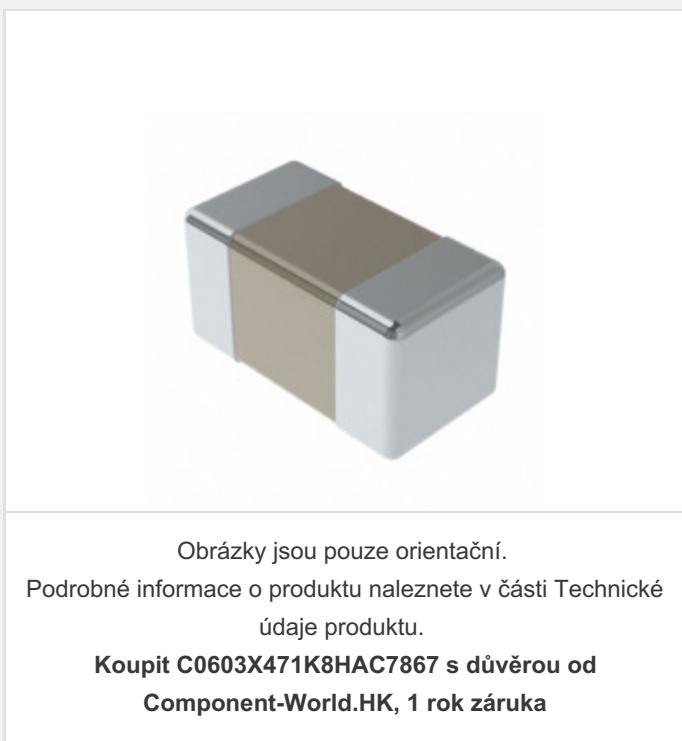 Obrázky jsou pouze orientační.
Podrobné informace o produktu naleznete v části Technické
údaje produktu.
Koupit C0603X471K8HAC7867 s důvěrou od
Component-World.HK, 1 rok záruka